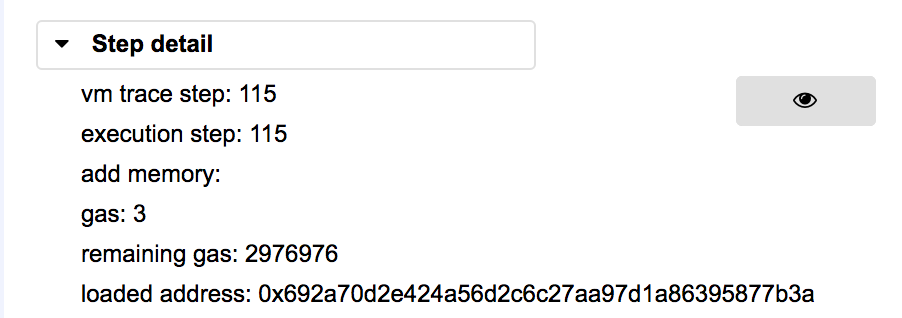 Step detail
vm trace step: 115
execution step: 115
add memory:
gas: 3
remaining gas: 2976976
loaded address: 0x692a70d2e424a56d2c6c27aa97d1a86395877b3a